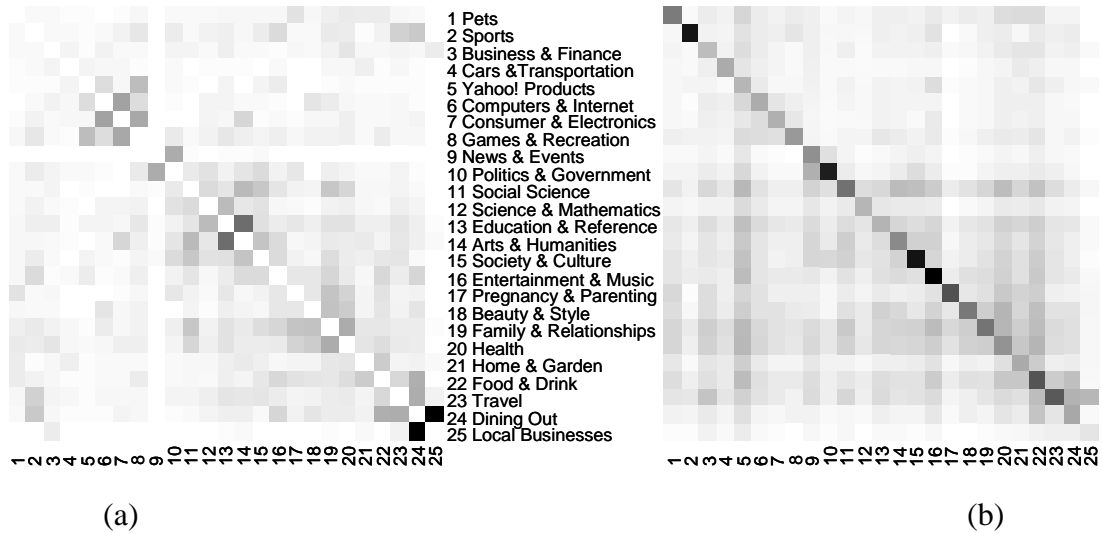 1 Pets
2 Sports
3 Business & Finance
4 Cars &Transportation
5 Yahoo! Products
6 Computers & Internet
7 Consumer & Electronics
8 Games & Recreation
9 News & Events
10 Politics & Government
11 Social Science
12 Science & Mathematics
13 Education & Reference
14 Arts & Humanities
15 Society & Culture
16 Entertainment & Music
17 Pregnancy & Parenting
18 Beauty & Style
19 Family & Relationships
20 Health
21 Home & Garden
22 Food & Drink
23 Travel
24 Dining Out
25 Local Businesses
1 2 3 4 5 6 7 8 9 10 11 12 13 14 15 16 17 18 19 20 21 22 23 24 25
1 2 3 4 5 6 7 8 9 10 11 12 13 14 15 16 17 18 19 20 21 22 23 24 25
(a)
(b)